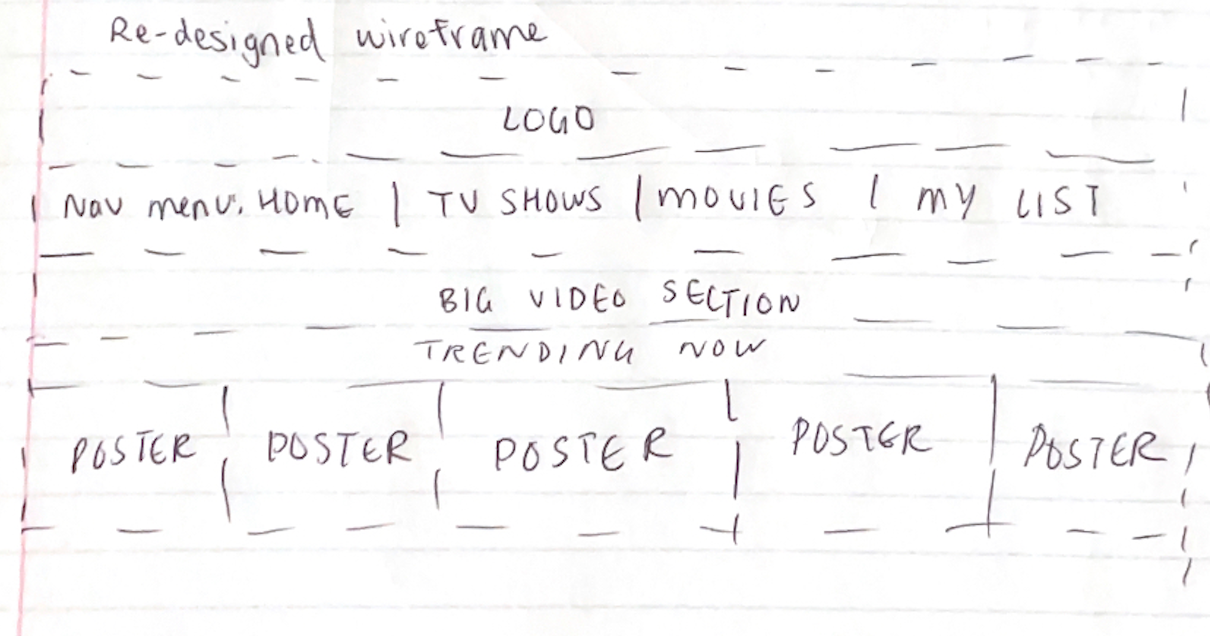 Re-designed wireframe
LOGO
Nav menu. HOME | TV SHOWS | MOVIES | MY LIST
BIG VIDEO SECTION
TRENDING NOW
POSTER POSTER POSTER POSTER POSTER